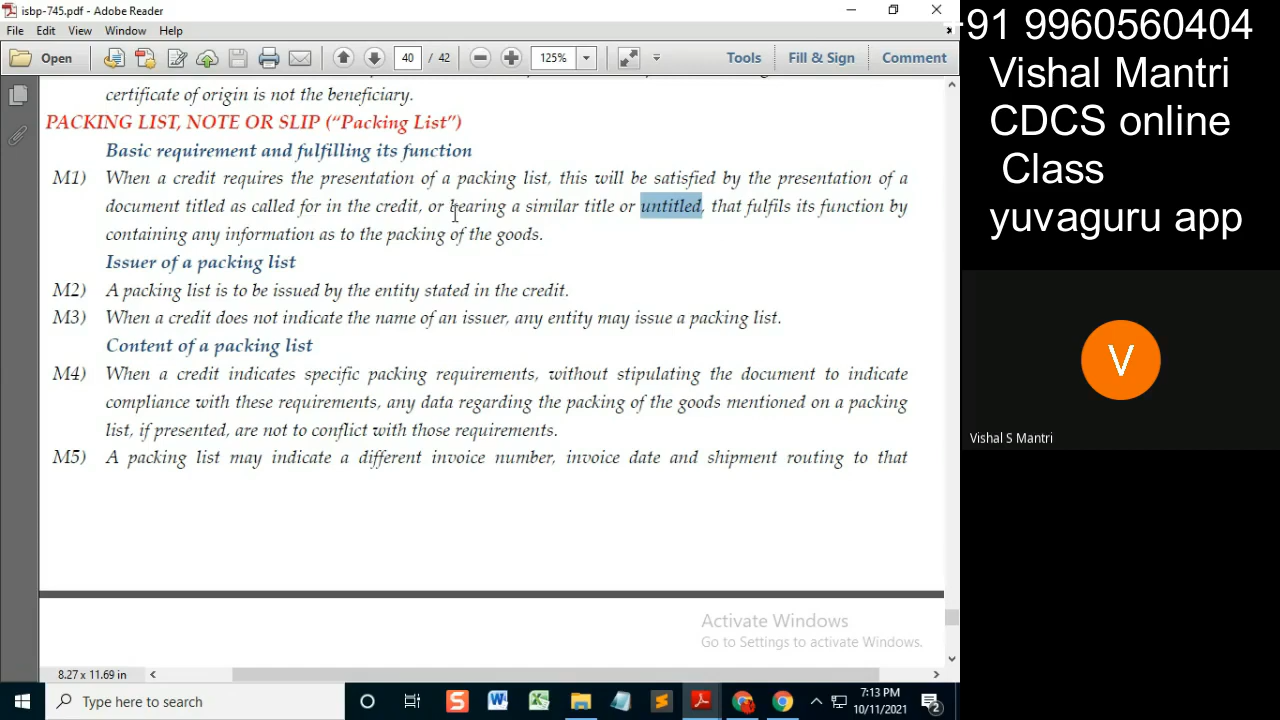 isbp-745.pdf - Adobe Reader
File Edit View Window Help
Open 40 / 42 125% Tools Fill & Sign Comment
certificate of origin is not the beneficiary.
PACKING LIST, NOTE OR SLIP (“Packing List”)
Basic requirement and fulfilling its function
M1) When a credit requires the presentation of a packing list, this will be satisfied by the presentation of a
document titled as called for in the credit, or bearing a similar title or untitled, that fulfils its function by
containing any information as to the packing of the goods.
Issuer of a packing list
M2) A packing list is to be issued by the entity stated in the credit.
M3) When a credit does not indicate the name of an issuer, any entity may issue a packing list.
Content of a packing list
M4) When a credit indicates specific packing requirements, without stipulating the document to indicate
compliance with these requirements, any data regarding the packing of the goods mentioned on a packing
list, if presented, are not to conflict with those requirements.
M5) A packing list may indicate a different invoice number, invoice date and shipment routing to that
Activate Windows
Go to Settings to activate Windows.
8.27 x 11.69 in
Type here to search
7:13 PM
10/11/2021
2
+91 9960560404
Vishal Mantri
CDCS online
Class
yuvaguru app
V
Vishal S Mantri